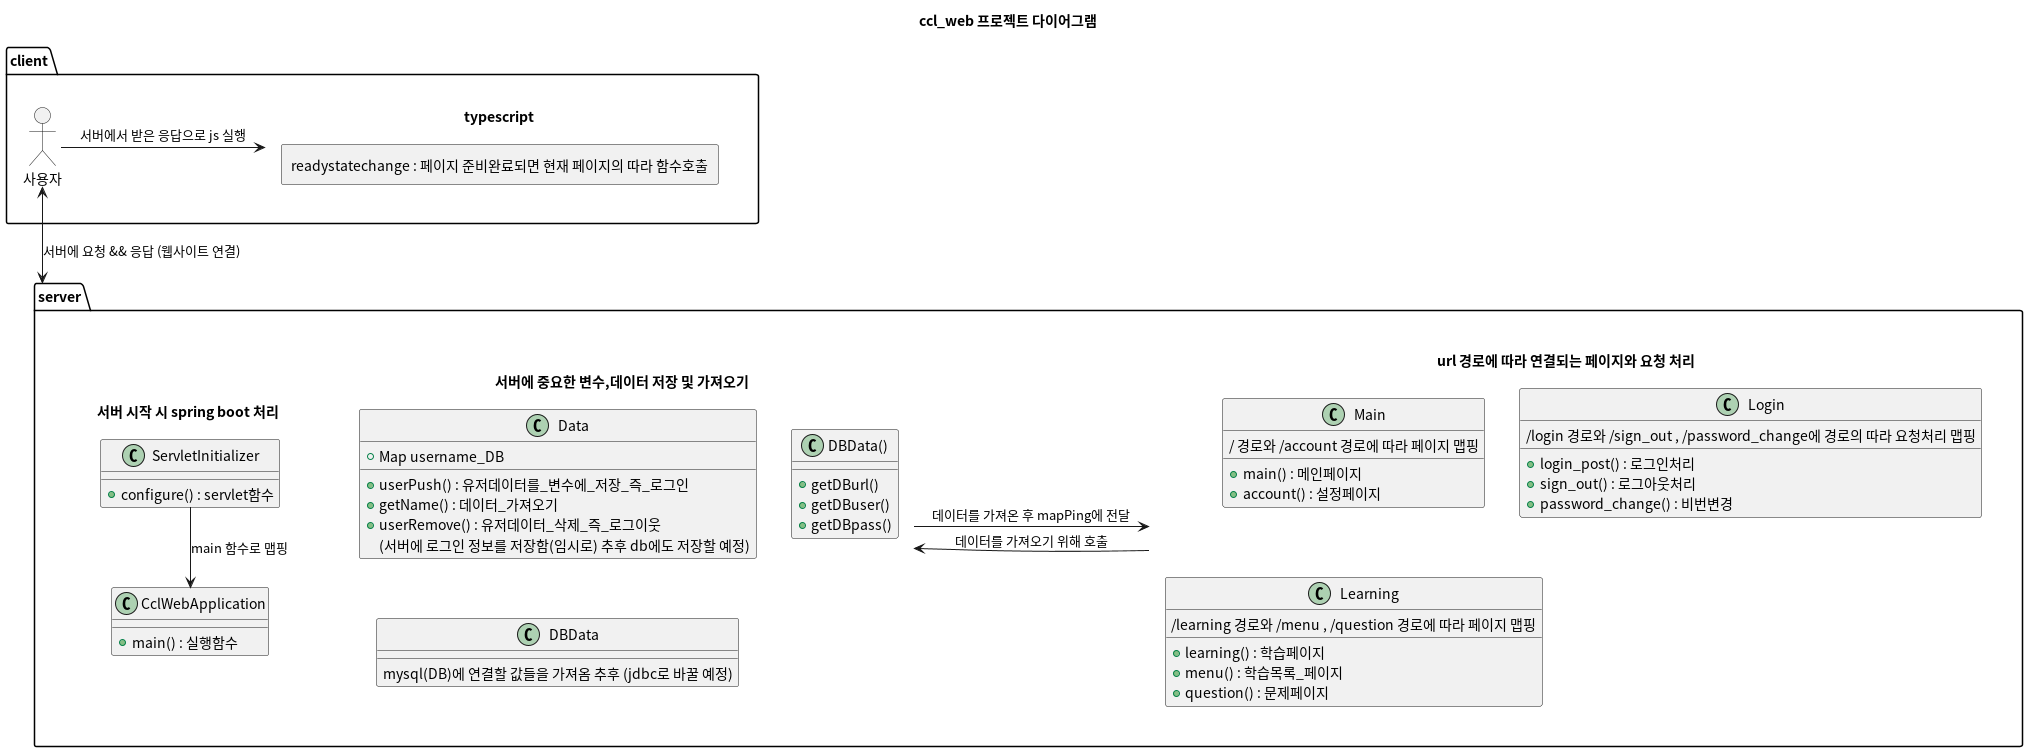 ccl_web 프로젝트 다이어그램
client
typescript
서버에서 받은 응답으로 js 실행
readystatechange : 페이지 준비완료되면 현재 페이지의 따라 함수호출
사용자
서버에 요청 && 응답 (웹사이트 연결)
server
서버 시작 시 spring boot 처리
C ServletInitializer
configure() : servlet함수
main 함수로 맵핑
C CclWebApplication
main() : 실행함수
서버에 중요한 변수,데이터 저장 및 가져오기
C Data
Map username_DB
userPush() : 유저데이터를_변수에_저장_즉_로그인
getName() : 데이터_가져오기
userRemove() : 유저데이터_삭제_즉_로그이웃
(서버에 로그인 정보를 저장함(임시로) 추후 db에도 저장할 예정)
C DBData()
getDBurl()
getDBuser()
getDBpass()
C DBData
mysql(DB)에 연결할 값들을 가져옴 추후 (jdbc로 바꿀 예정)
데이터를 가져온 후 mapPing에 전달
데이터를 가져오기 위해 호출
url 경로에 따라 연결되는 페이지와 요청 처리
C Main
/ 경로와 /account 경로에 따라 페이지 맵핑
main() : 메인페이지
account() : 설정페이지
C Login
/login 경로와 /sign_out , /password_change에 경로의 따라 요청처리 맵핑
login_post() : 로그인처리
sign_out() : 로그아웃처리
password_change() : 비번변경
C Learning
/learning 경로와 /menu , /question 경로에 따라 페이지 맵핑
learning() : 학습페이지
menu() : 학습목록_페이지
question() : 문제페이지